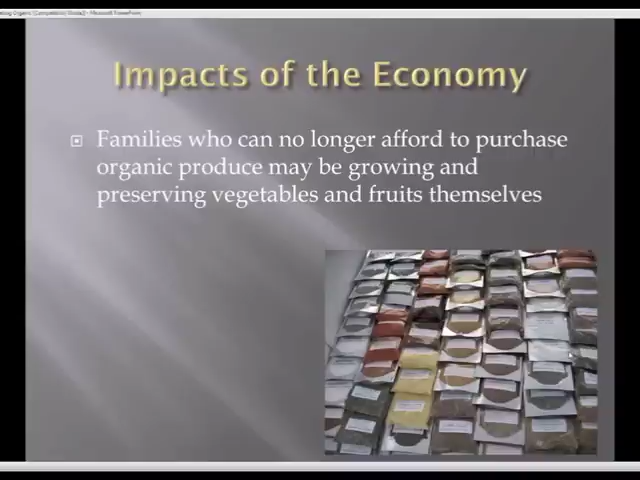 Impacts of the Economy
Families who can no longer afford to purchase
organic produce may be growing and
preserving vegetables and fruits themselves